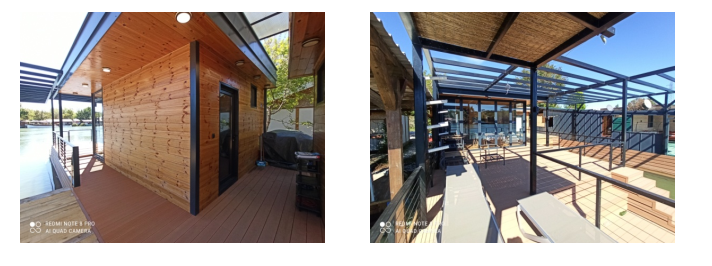 REDMI NOTE 8 PRO
AI QUAD CAMERA
REDMI NOTE 8 PRO
AI QUAD CAMERA